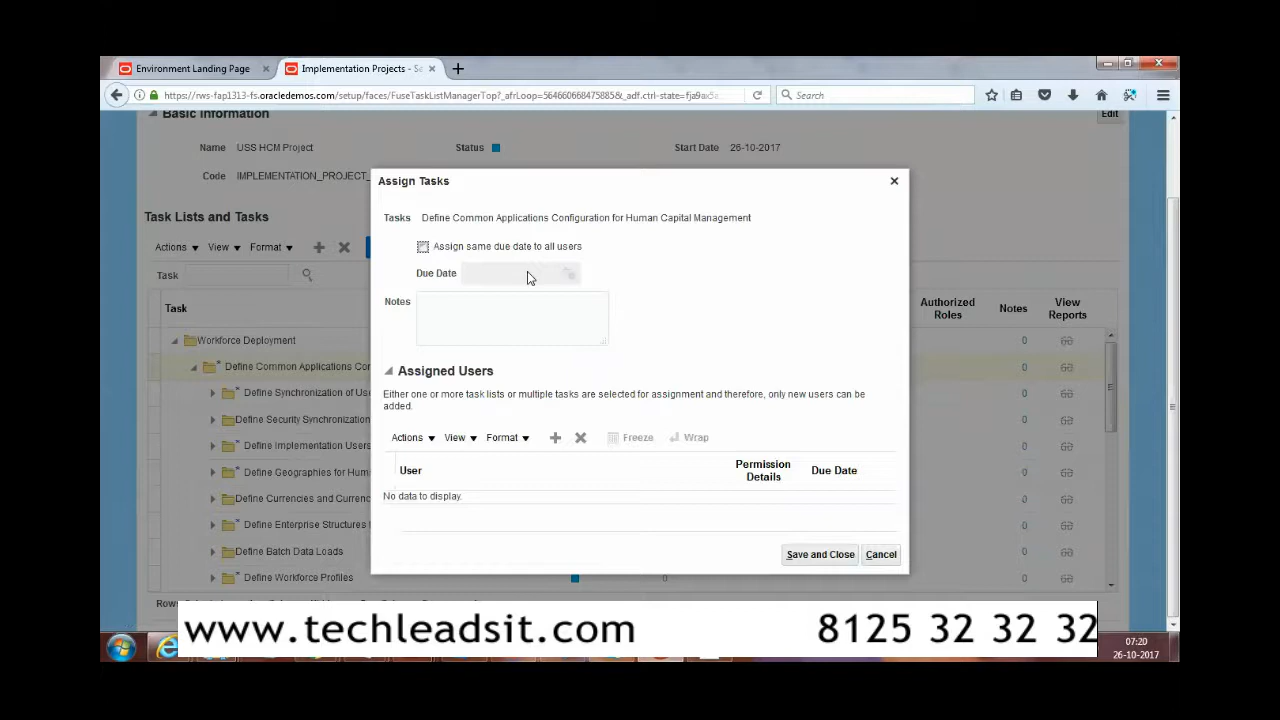 Environment Landing Page
Implementation Projects - Se
https://rws-fap1313-fs.oracledemos.com/setup/faces/FuseTaskListManagerTop?_afrLoop=5646606684758855&_adf.ctrl-state=fja9ai5a
Search
Basic Information
Edit
Name USS HCM Project
Status
Start Date 26-10-2017
Code IMPLEMENTATION_PROJECT_
Task Lists and Tasks
Actions View Format
Task
Task
Authorized Roles
Notes
View Reports
Workforce Deployment 0
* Define Common Applications Con 0
* Define Synchronization of Use 0
Define Security Synchronization 0
* Define Implementation Users 0
* Define Geographies for Hum 0
* Define Currencies and Currenc 0
* Define Enterprise Structures f 0
Define Batch Data Loads 0
* Define Workforce Profiles 0 0
Assign Tasks
Tasks Define Common Applications Configuration for Human Capital Management
Assign same due date to all users
Due Date
Notes
Assigned Users
Either one or more task lists or multiple tasks are selected for assignment and therefore, only new users can be
added.
Actions View Format Freeze Wrap
User
Permission Details
Due Date
No data to display.
Save and Close Cancel
www.techleadsit.com 8125 32 32 32
07:20
26-10-2017